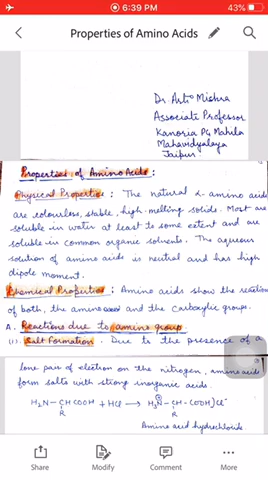 6:39 PM
43%
Properties of Amino Acids
Dr Arti Mishra
Associate Professor
Kanoria PG Mahila
Mahavidyalaya
Jaipur
Properties of Amino Acids:
Physical Properties: The natural α-amino acids
are colourless, stable, high-melting solids. Most are
soluble in water at least to some extent and are
soluble in common organic solvents. The aqueous
solution of amino acids is neutral and has high
dipole moment.
Chemical Properties: Amino acids show the reaction
of both, the amino and the Carboxylic groups.
A. Reactions due to amino group
(1) Salt Formation. Due to the presence of a
lone pair of electron on the nitrogen, amino acids
form salts with strong inorganic acids.
H₂N-CHCOOH + HCl → H₃N⊕-CH-COOH)Cl⁻
R R
Amino acid hydrochloride
Share
Modify
Comment
More